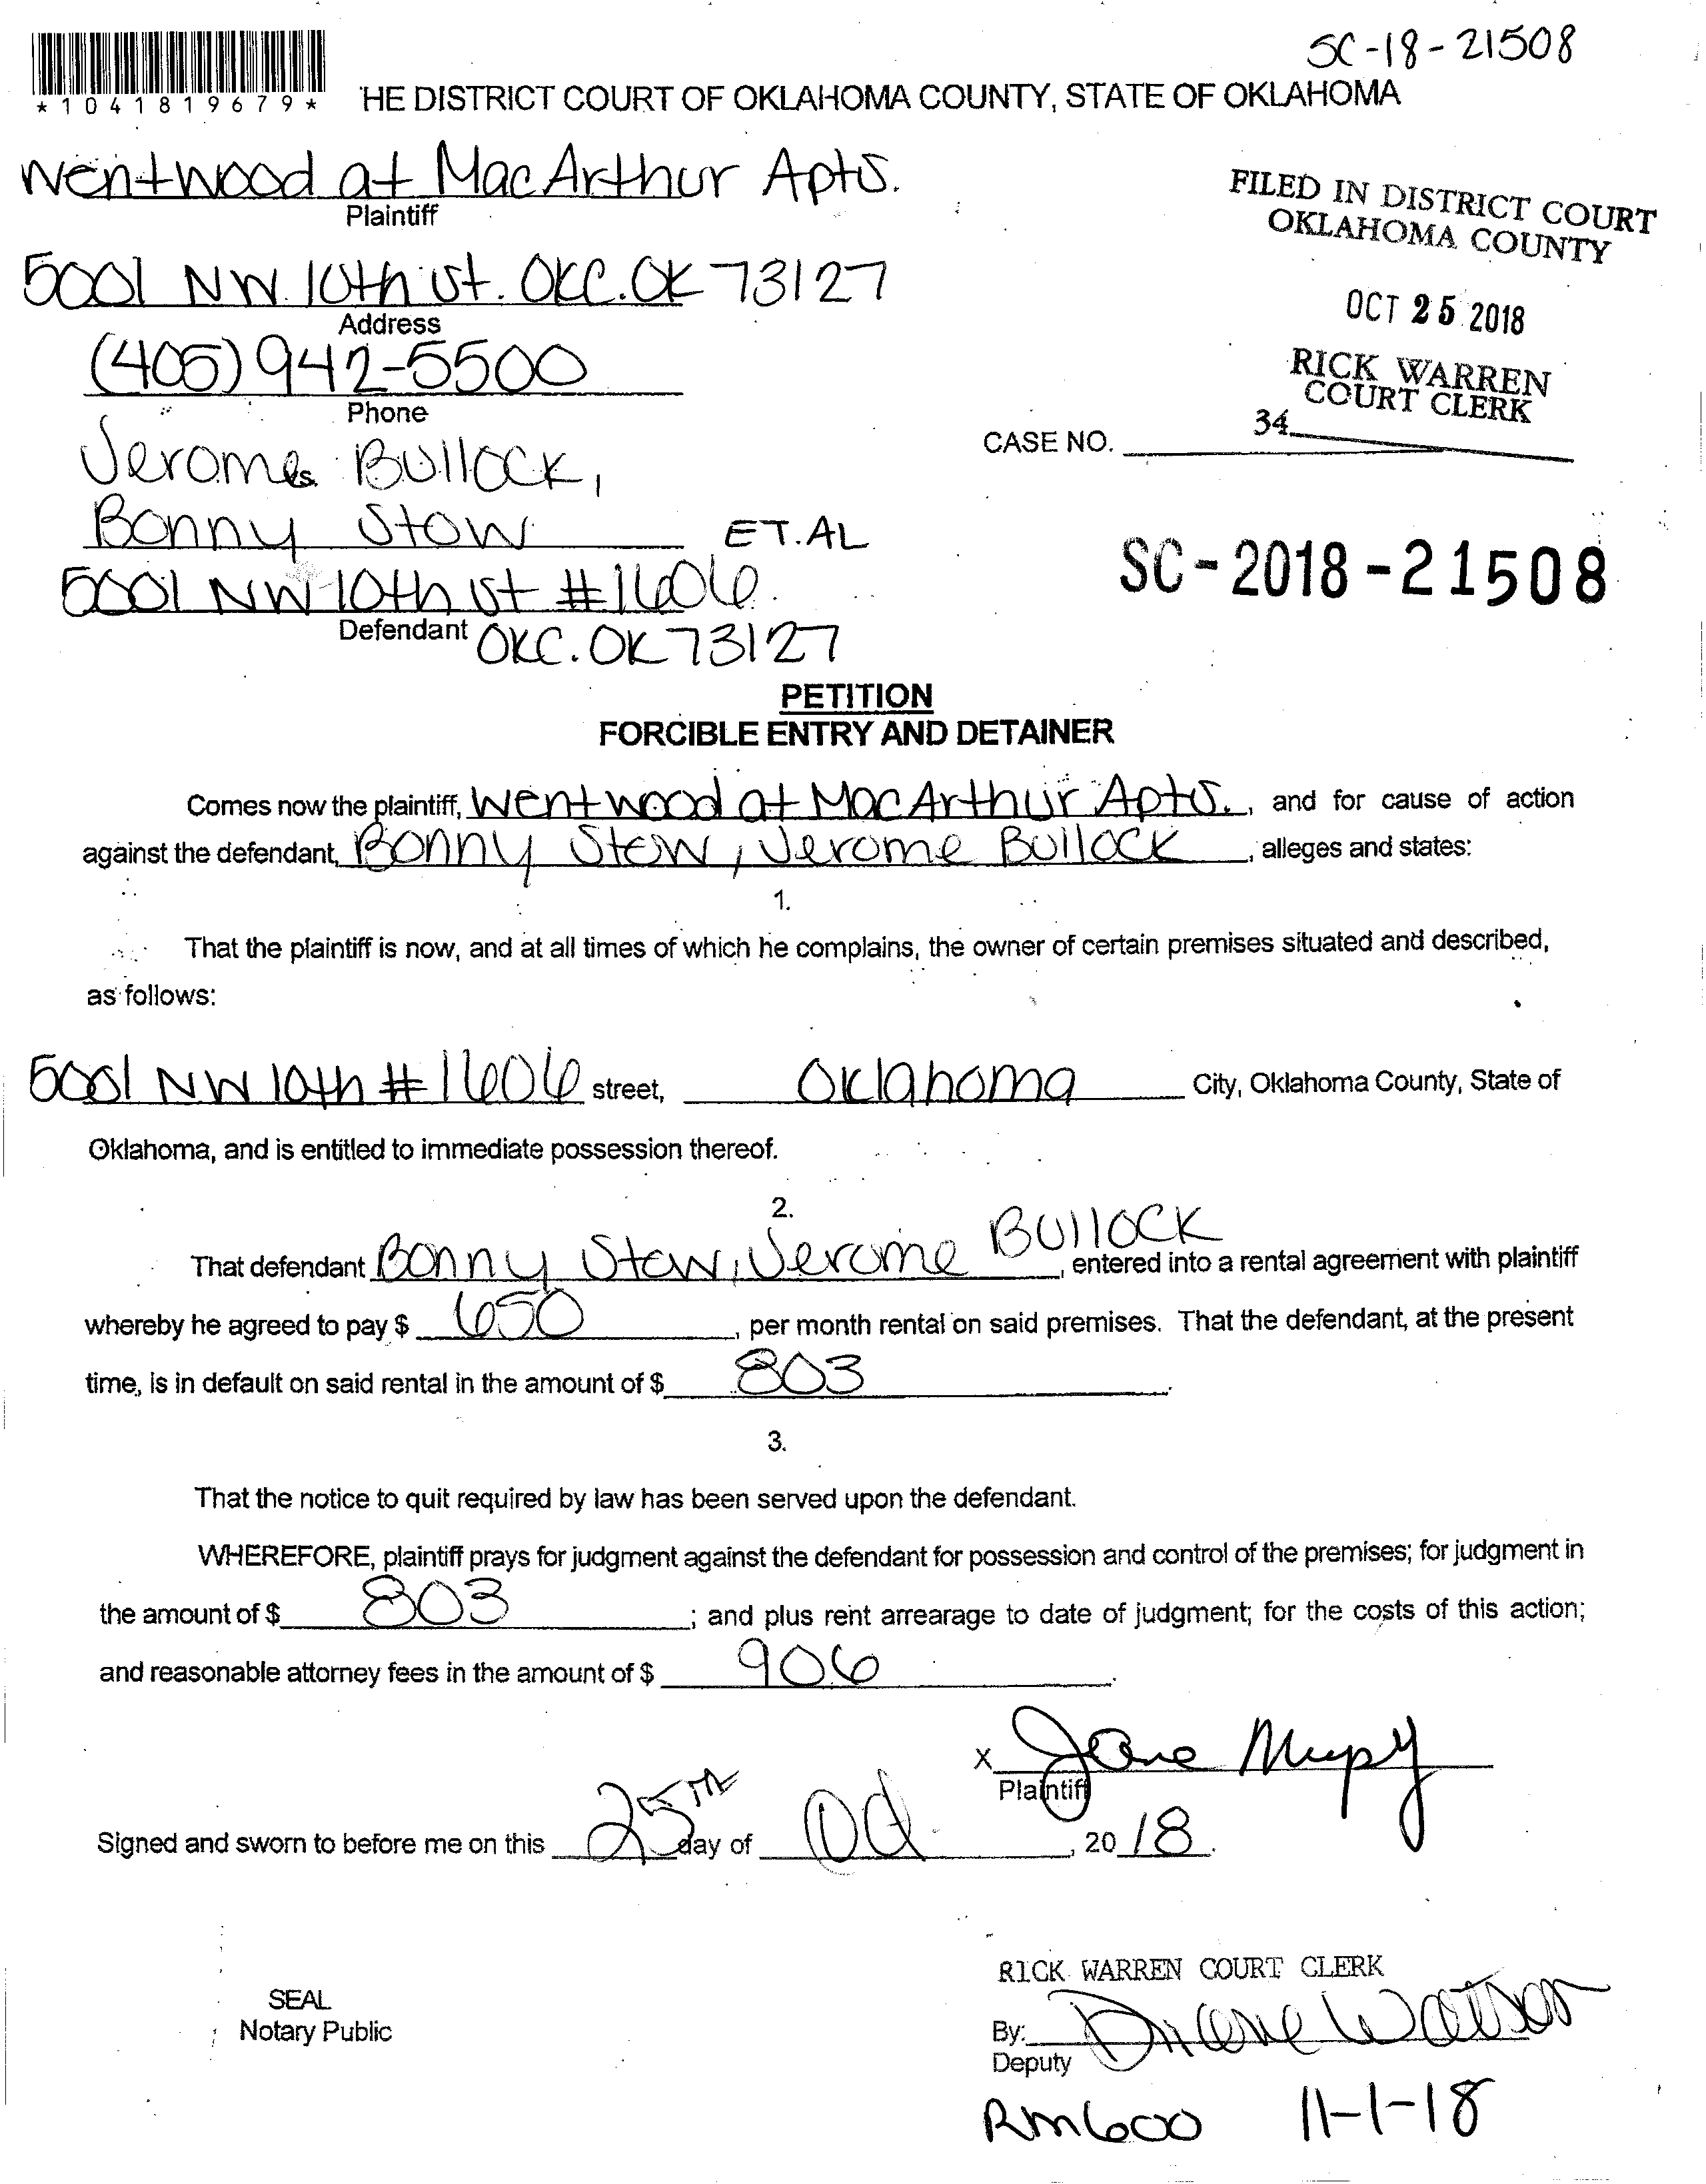 SC-18-21508
*1041819679*
HE DISTRICT COURT OF OKLAHOMA COUNTY, STATE OF OKLAHOMA
Wentwood at MacArthur Apts.
Plaintiff
FILED IN DISTRICT COURT
OKLAHOMA COUNTY
5001 NW 10th St. OKC. OK 73127
Address
OCT 25 2018
(405) 942-5500
Phone
RICK WARREN
COURT CLERK
34
CASE NO.
Jerome Bullock,
Bonny Stow ET.AL
5001 NW 10th St #1606
Defendant OKC. OK 73127
SC-2018-21508
PETITION
FORCIBLE ENTRY AND DETAINER
Comes now the plaintiff, Wentwood at MacArthur Apts., and for cause of action
against the defendant, Bonny Stow, Jerome Bullock, alleges and states:
1.
That the plaintiff is now, and at all times of which he complains, the owner of certain premises situated and described,
as follows:
5001 NW 10th #1606 street, Oklahoma City, Oklahoma County, State of
Oklahoma, and is entitled to immediate possession thereof.
2.
That defendant Bonny Stow, Jerome Bullock, entered into a rental agreement with plaintiff
whereby he agreed to pay $ 650, per month rental on said premises. That the defendant, at the present
time, is in default on said rental in the amount of $ 803.
3.
That the notice to quit required by law has been served upon the defendant.
WHEREFORE, plaintiff prays for judgment against the defendant for possession and control of the premises; for judgment in
the amount of $ 803; and plus rent arrearage to date of judgment; for the costs of this action;
and reasonable attorney fees in the amount of $ 906.
X Jane
Plaintiff
Signed and sworn to before me on this 25TH day of Oct, 20 18.
RICK WARREN COURT CLERK
SEAL
Notary Public
By: Diane Watson
Deputy
Rm600 11-1-18